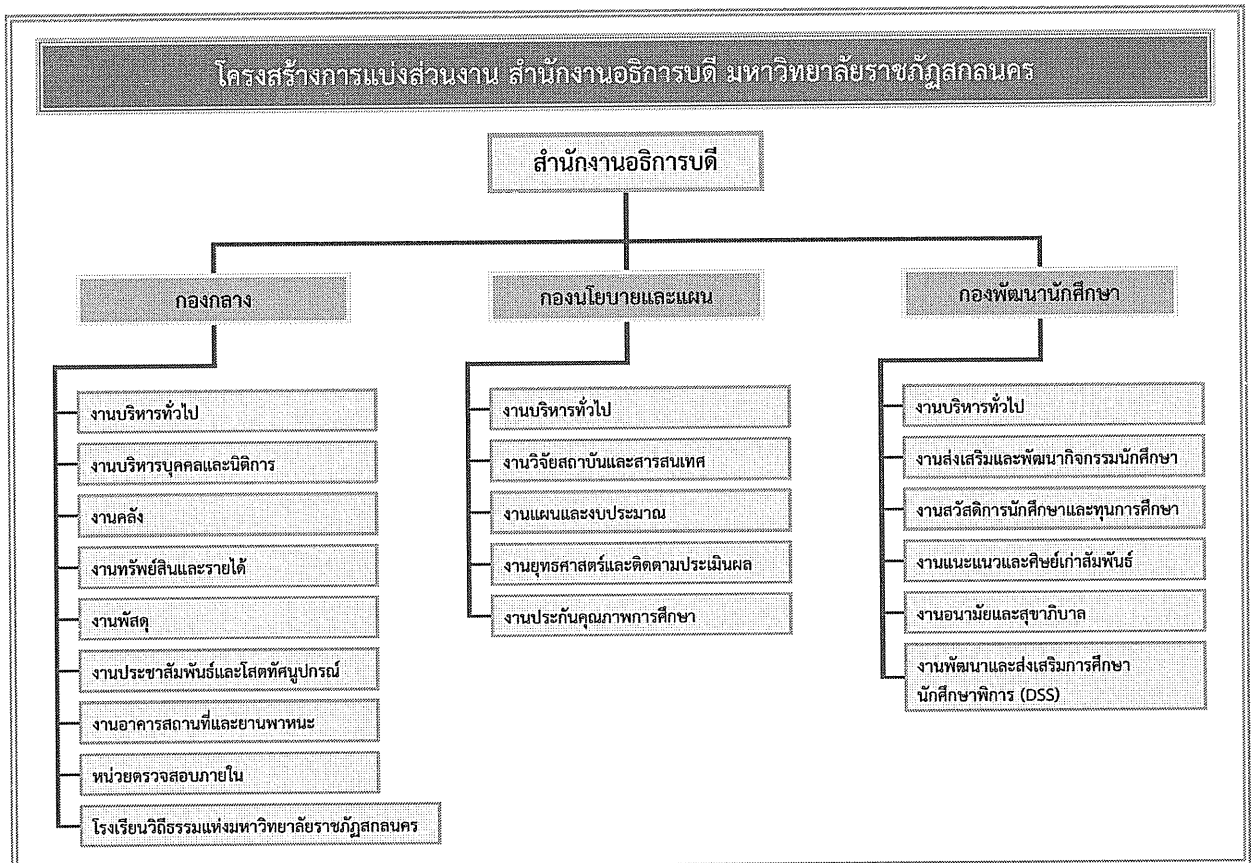 โครงสร้างการแบ่งส่วนงาน สำนักงานอธิการบดี มหาวิทยาลัยราชภัฏสกลนคร
สำนักงานอธิการบดี
กองกลาง
งานบริหารทั่วไป
งานบริหารบุคคลและนิติการ
งานคลัง
งานทรัพย์สินและรายได้
งานพัสดุ
งานประชาสัมพันธ์และโสตทัศนูปกรณ์
งานอาคารสถานที่และยานพาหนะ
หน่วยตรวจสอบภายใน
โรงเรียนวิถีธรรมแห่งมหาวิทยาลัยราชภัฏสกลนคร
กองนโยบายและแผน
งานบริหารทั่วไป
งานวิจัยสถาบันและสารสนเทศ
งานแผนและงบประมาณ
งานยุทธศาสตร์และติดตามประเมินผล
งานประกันคุณภาพการศึกษา
กองพัฒนานักศึกษา
งานบริหารทั่วไป
งานส่งเสริมและพัฒนากิจกรรมนักศึกษา
งานสวัสดิการนักศึกษาและทุนการศึกษา
งานแนะแนวและศิษย์เก่าสัมพันธ์
งานอนามัยและสุขาภิบาล
งานพัฒนาและส่งเสริมการศึกษา
นักศึกษาพิการ (DSS)